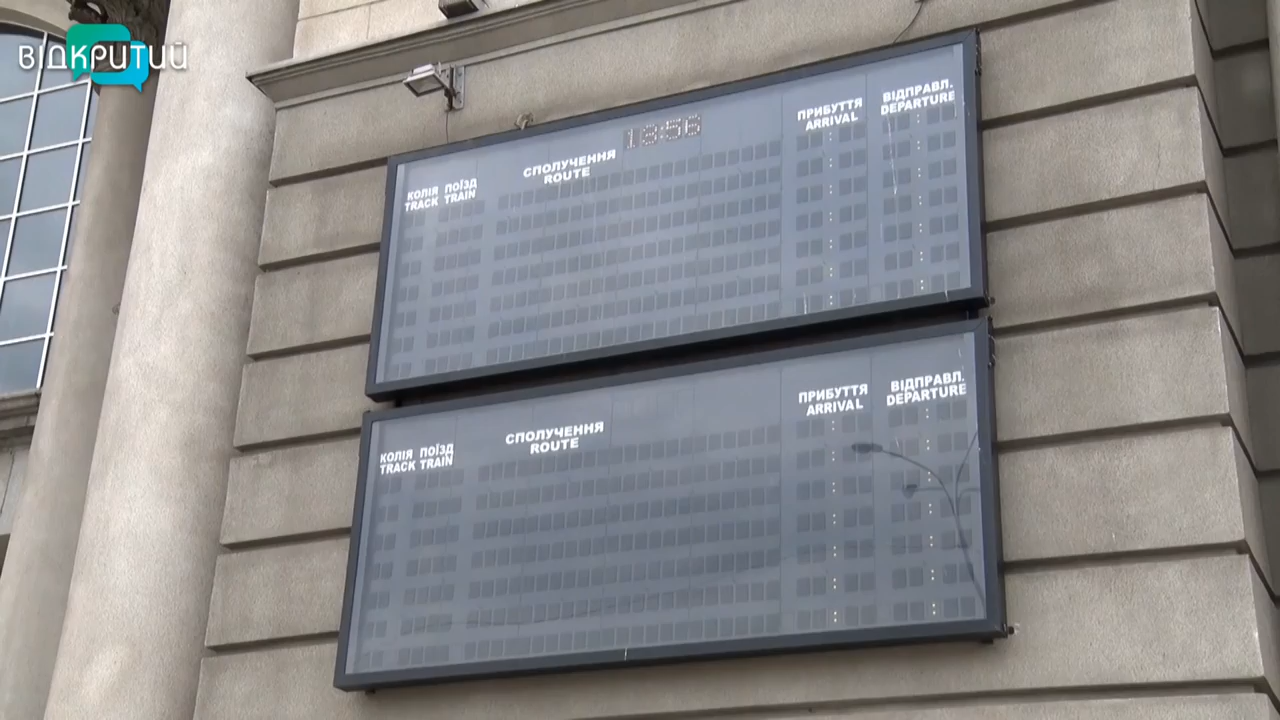 ВІДКРИТИЙ
18:56
КОЛІЯ ПОЇЗД
TRACK TRAIN
СПОЛУЧЕННЯ
ROUTE
ПРИБУТТЯ
ARRIVAL
ВІДПРАВЛ.
DEPARTURE
КОЛІЯ ПОЇЗД
TRACK TRAIN
СПОЛУЧЕННЯ
ROUTE
ПРИБУТТЯ
ARRIVAL
ВІДПРАВЛ.
DEPARTURE